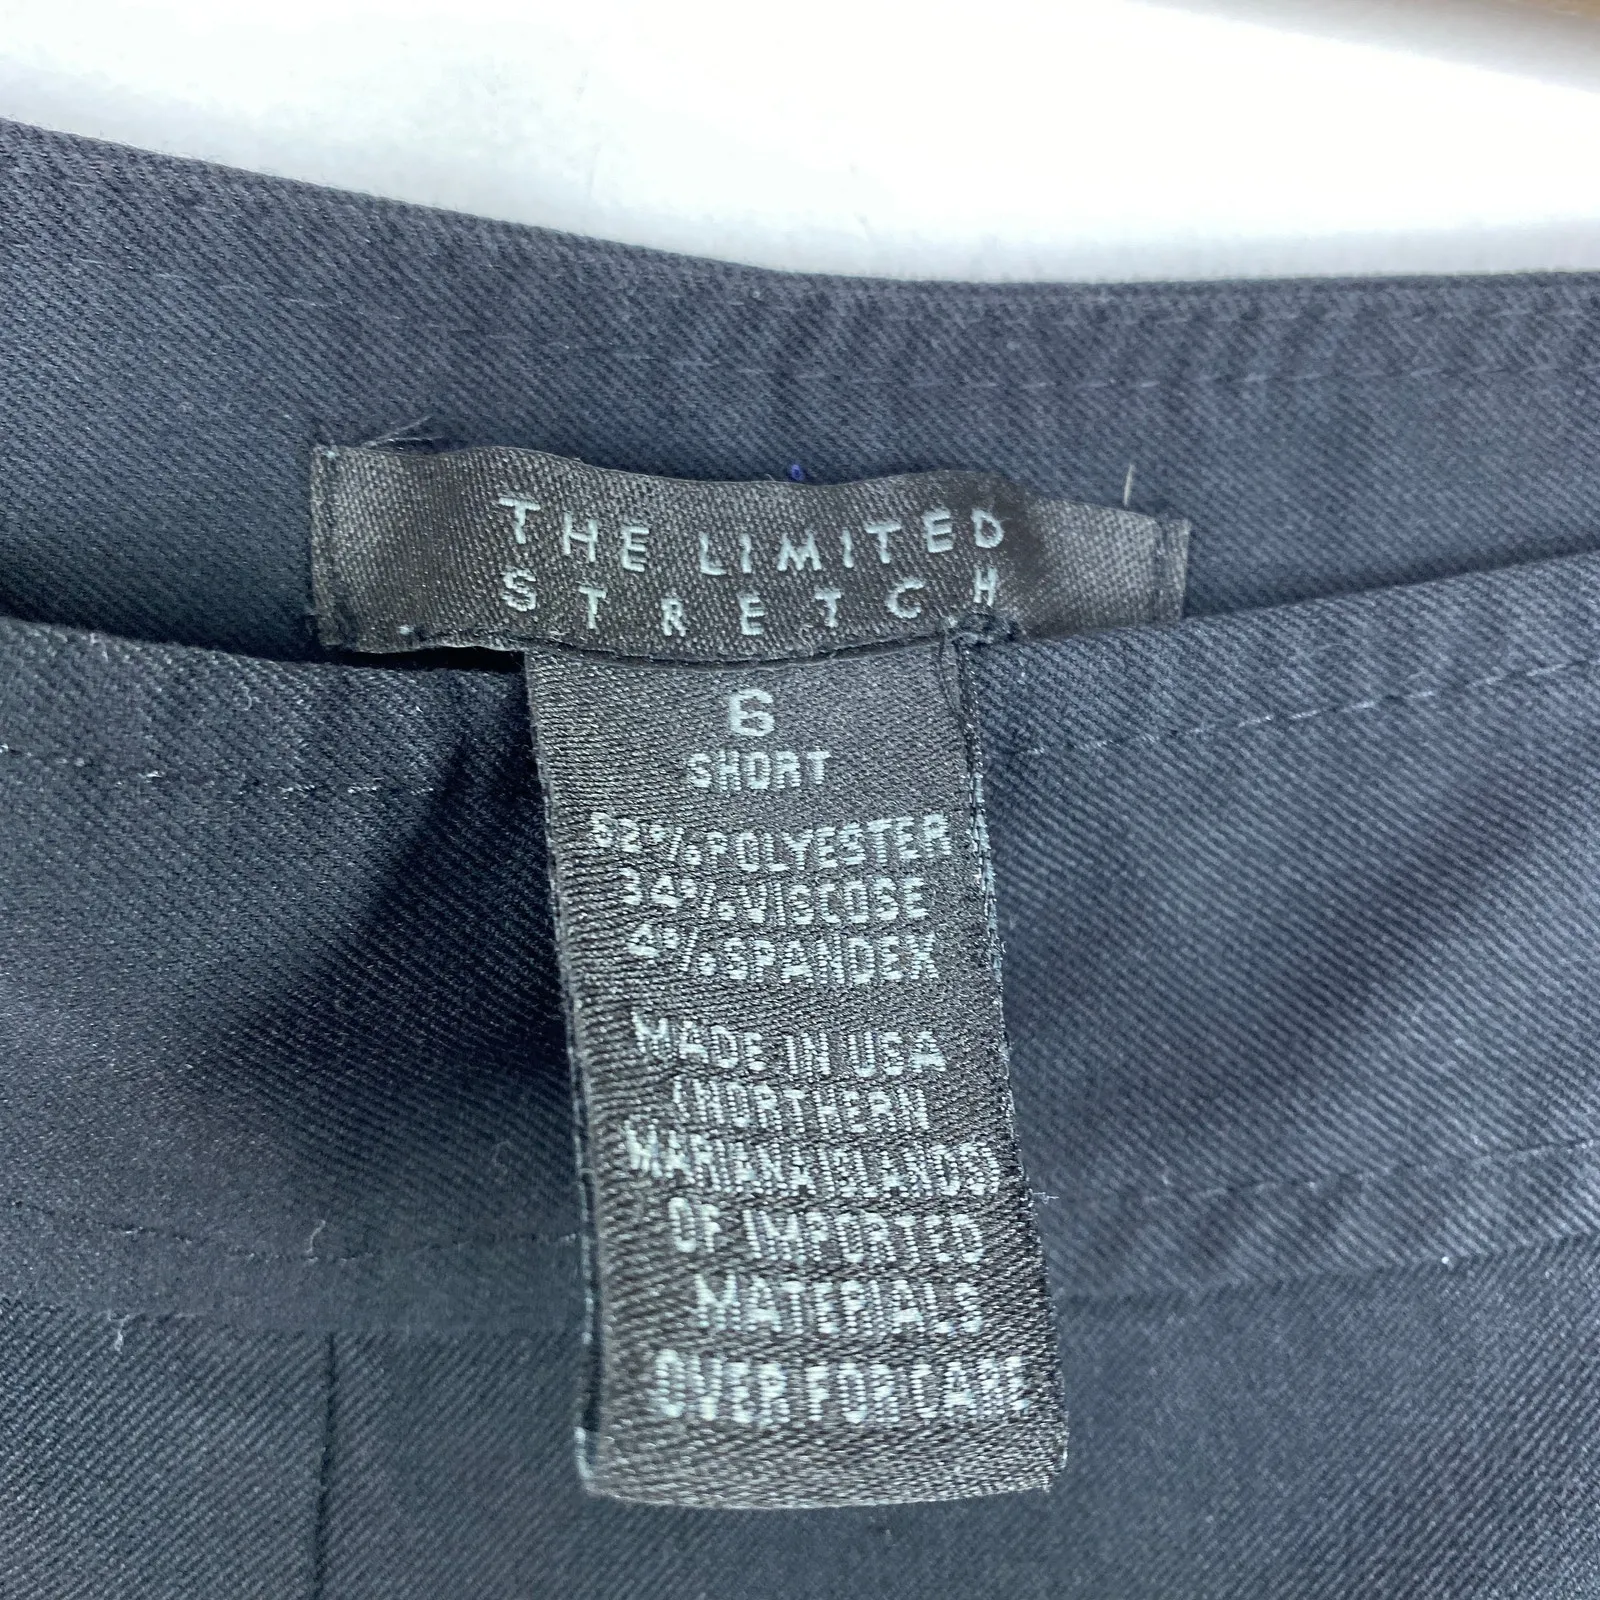 THE LIMITED
STRETCH
6
SHORT
62%POLYESTER
34%VISCOSE
4%SPANDEX
MADE IN USA
(NORTHERN
MARIANA ISLANDS)
OF IMPORTED
MATERIALS
OVER FOR CARE